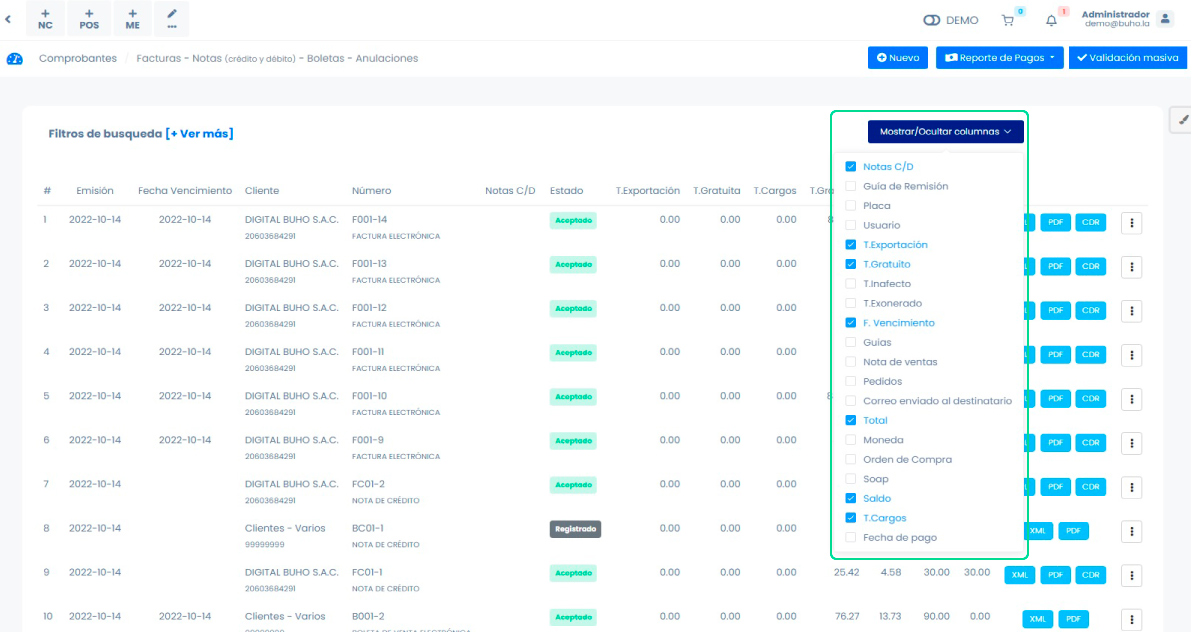 + NC + POS + ME ...
DEMO 0 1 Administrador
demo@buho.la
Comprobantes / Facturas - Notas (crédito y débito) - Boletas - Anulaciones Nuevo Reporte de Pagos Validación masiva
Filtros de busqueda [+ Ver más] Mostrar/Ocultar columnas
Notas C/D
Guia de Remisión
Placa
Usuario
T.Exportación
T.Gratuito
T.Inafecto
T.Exonerado
F. Vencimiento
Guias
Nota de ventas
Pedidos
Correo enviado al destinatario
Total
Moneda
Orden de Compra
Soap
Saldo
T.Cargos
Fecha de pago
# Emisión Fecha Vencimiento Cliente Número Notas C/D Estado T.Exportación T.Gratuita T.Cargos
1 2022-10-14 2022-10-14 DIGITAL BUHO S.A.C. F001-14 Aceptado 0.00 0.00 0.00 PDF CDR
20603684291 FACTURA ELECTRÓNICA
2 2022-10-14 2022-10-14 DIGITAL BUHO S.A.C. F001-13 Aceptado 0.00 0.00 0.00 PDF CDR
20603684291 FACTURA ELECTRÓNICA
3 2022-10-14 2022-10-14 DIGITAL BUHO S.A.C. F001-12 Aceptado 0.00 0.00 0.00 PDF CDR
20603684291 FACTURA ELECTRÓNICA
4 2022-10-14 2022-10-14 DIGITAL BUHO S.A.C. F001-11 Aceptado 0.00 0.00 0.00 PDF CDR
20603684291 FACTURA ELECTRÓNICA
5 2022-10-14 2022-10-14 DIGITAL BUHO S.A.C. F001-10 Aceptado 0.00 0.00 0.00 PDF CDR
20603684291 FACTURA ELECTRÓNICA
6 2022-10-14 2022-10-14 DIGITAL BUHO S.A.C. F001-9 Aceptado 0.00 0.00 0.00 PDF CDR
20603684291 FACTURA ELECTRÓNICA
7 2022-10-14 DIGITAL BUHO S.A.C. FC01-2 Aceptado 0.00 0.00 0.00 PDF CDR
20603684291 NOTA DE CRÉDITO
8 2022-10-14 Clientes - Varios BC01-1 Registrado 0.00 0.00 0.00 XML PDF
99999999 NOTA DE CRÉDITO
9 2022-10-14 DIGITAL BUHO S.A.C. FC01-1 Aceptado 0.00 0.00 0.00 25.42 4.58 30.00 30.00 XML PDF CDR
20603684291 NOTA DE CRÉDITO
10 2022-10-14 2022-10-14 Clientes - Varios B001-2 Aceptado 0.00 0.00 0.00 76.27 13.73 90.00 0.00 XML PDF